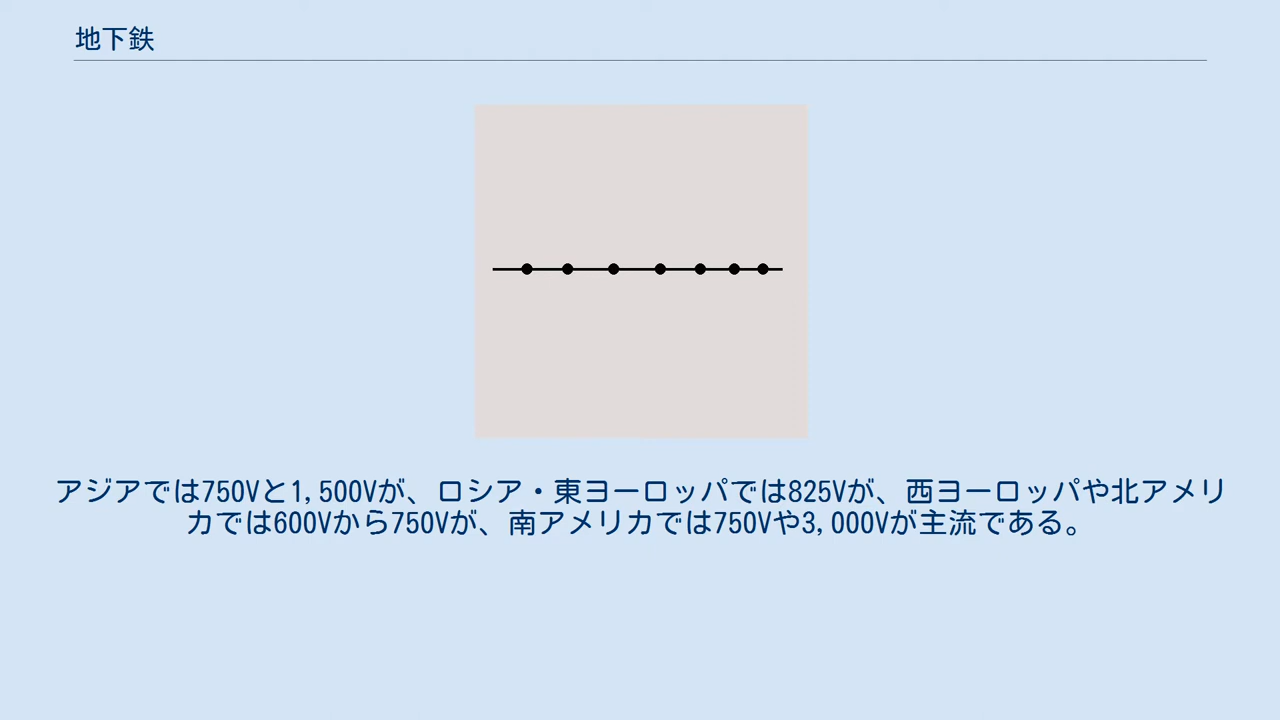 地下鉄
アジアでは750Vと1,500Vが、ロシア・東ヨーロッパでは825Vが、西ヨーロッパや北アメリ
カでは600Vから750Vが、南アメリカでは750Vや3,000Vが主流である。